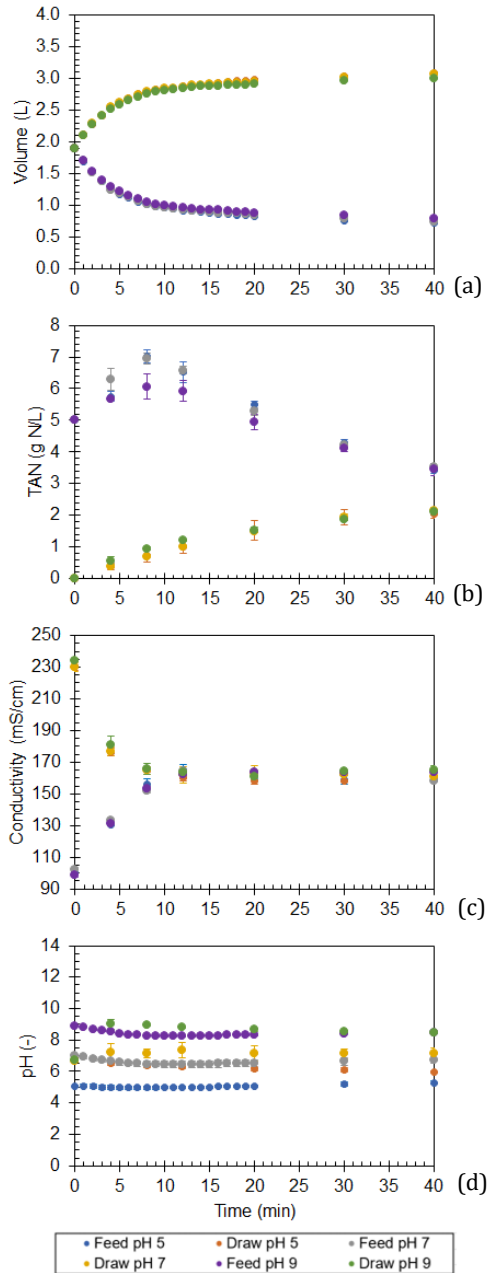 4.0
3.5
3.0
2.5
2.0
1.5
1.0
0.5
0.0
Volume (L)
0 5 10 15 20 25 30 35 40
(a)
8
7
6
5
4
3
2
1
0
TAN (g N/L)
0 5 10 15 20 25 30 35 40
(b)
250
230
210
190
170
150
130
110
90
Conductivity (mS/cm)
0 5 10 15 20 25 30 35 40
(c)
14
12
10
8
6
4
2
0
pH (-)
0 5 10 15 20 25 30 35 40
(d)
Time (min)
Feed pH 5 Draw pH 5 Feed pH 7
Draw pH 7 Feed pH 9 Draw pH 9